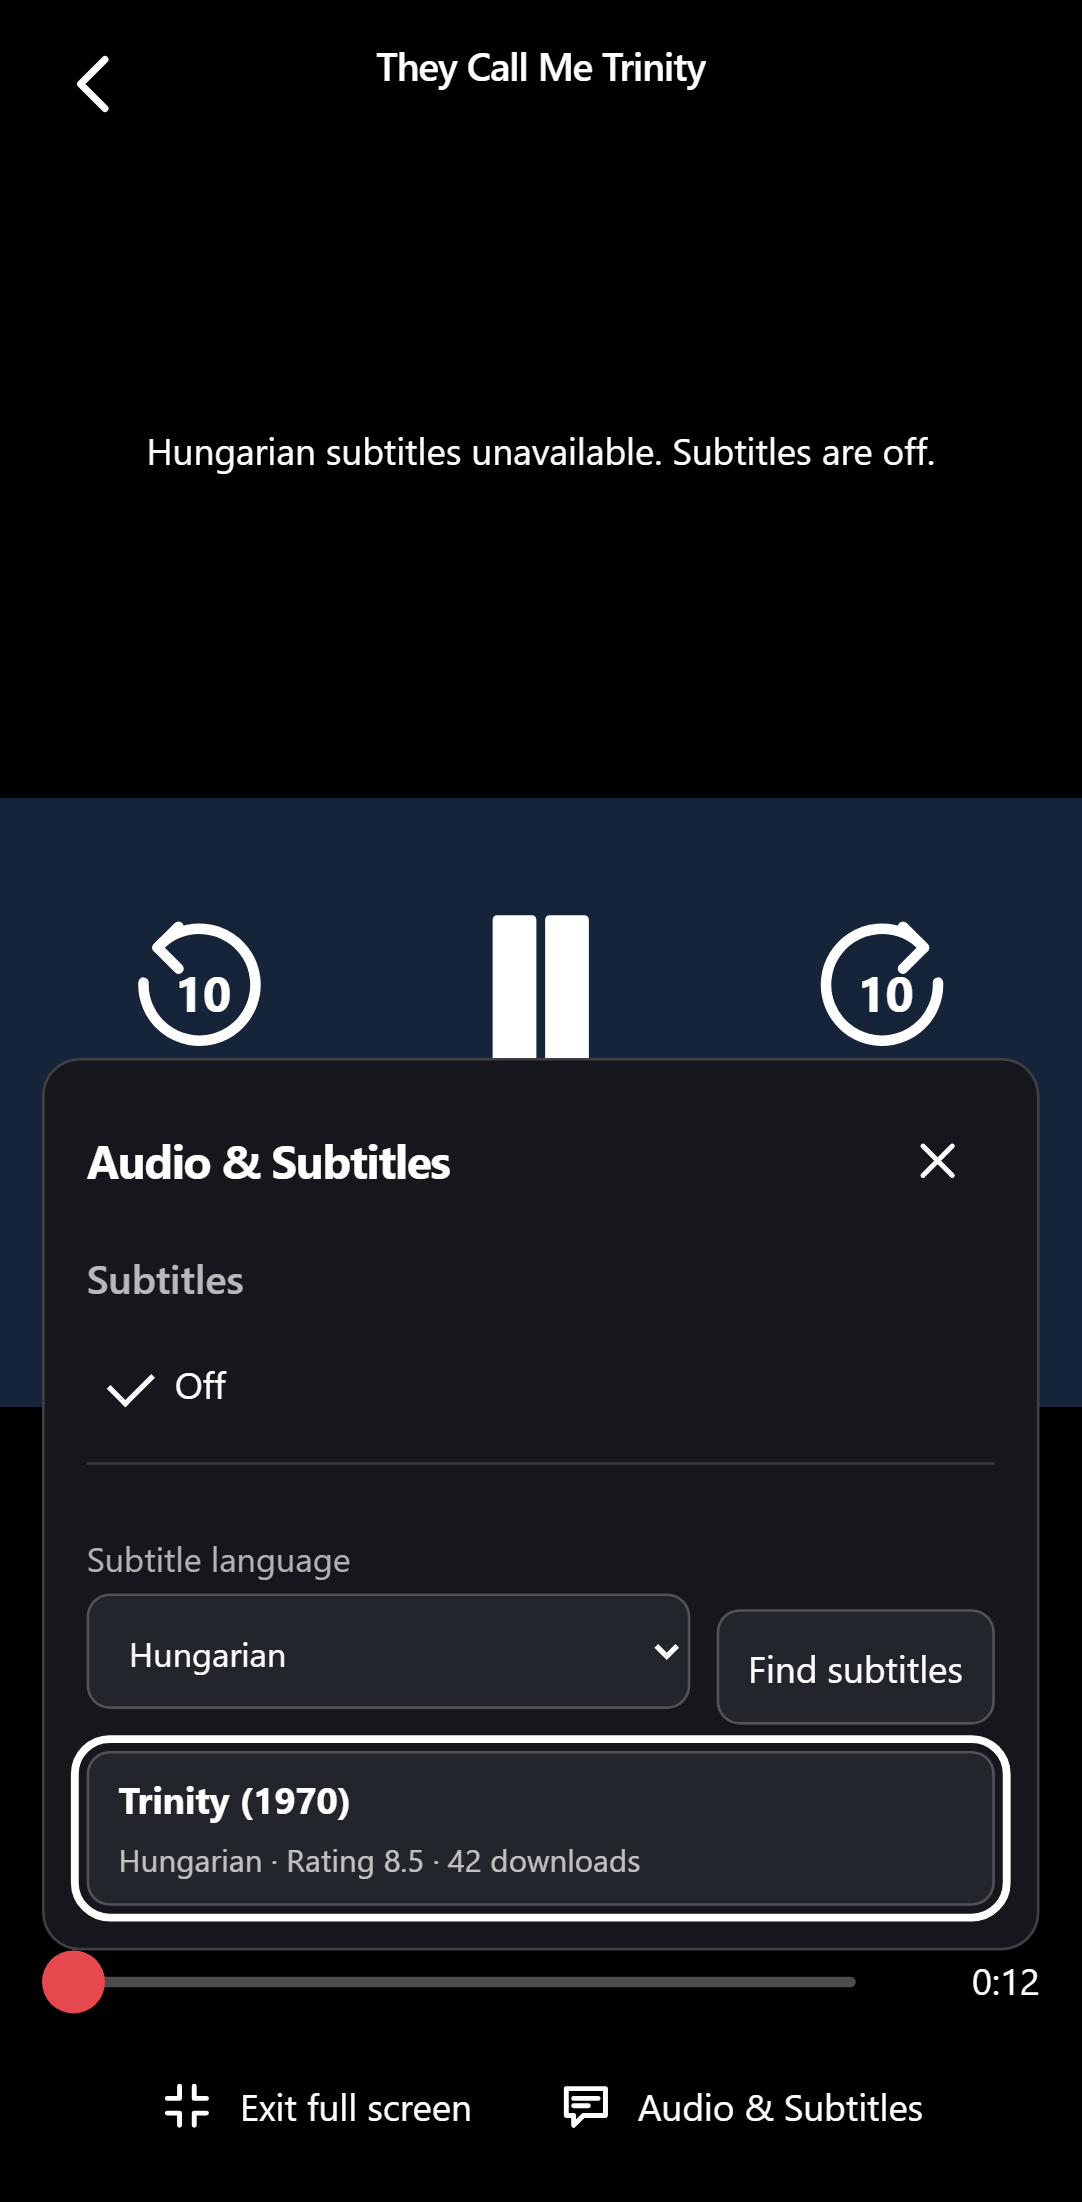 They Call Me Trinity
Hungarian subtitles unavailable. Subtitles are off.
10
10
Audio & Subtitles
Subtitles
Off
Subtitle language
Hungarian
Find subtitles
Trinity (1970)
Hungarian · Rating 8.5 · 42 downloads
0:12
Exit full screen
Audio & Subtitles